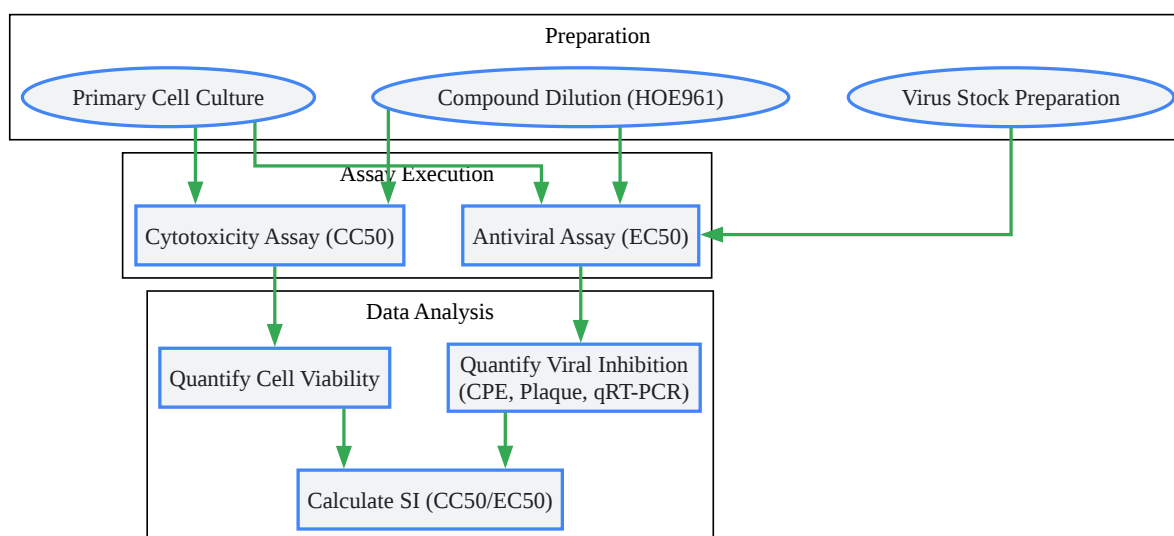 Preparation
Primary Cell Culture
Compound Dilution (HOE961)
Virus Stock Preparation
Assay Execution
Cytotoxicity Assay (CC50)
Antiviral Assay (EC50)
Data Analysis
Quantify Cell Viability
Quantify Viral Inhibition
(CPE, Plaque, qRT-PCR)
Calculate SI (CC50/EC50)